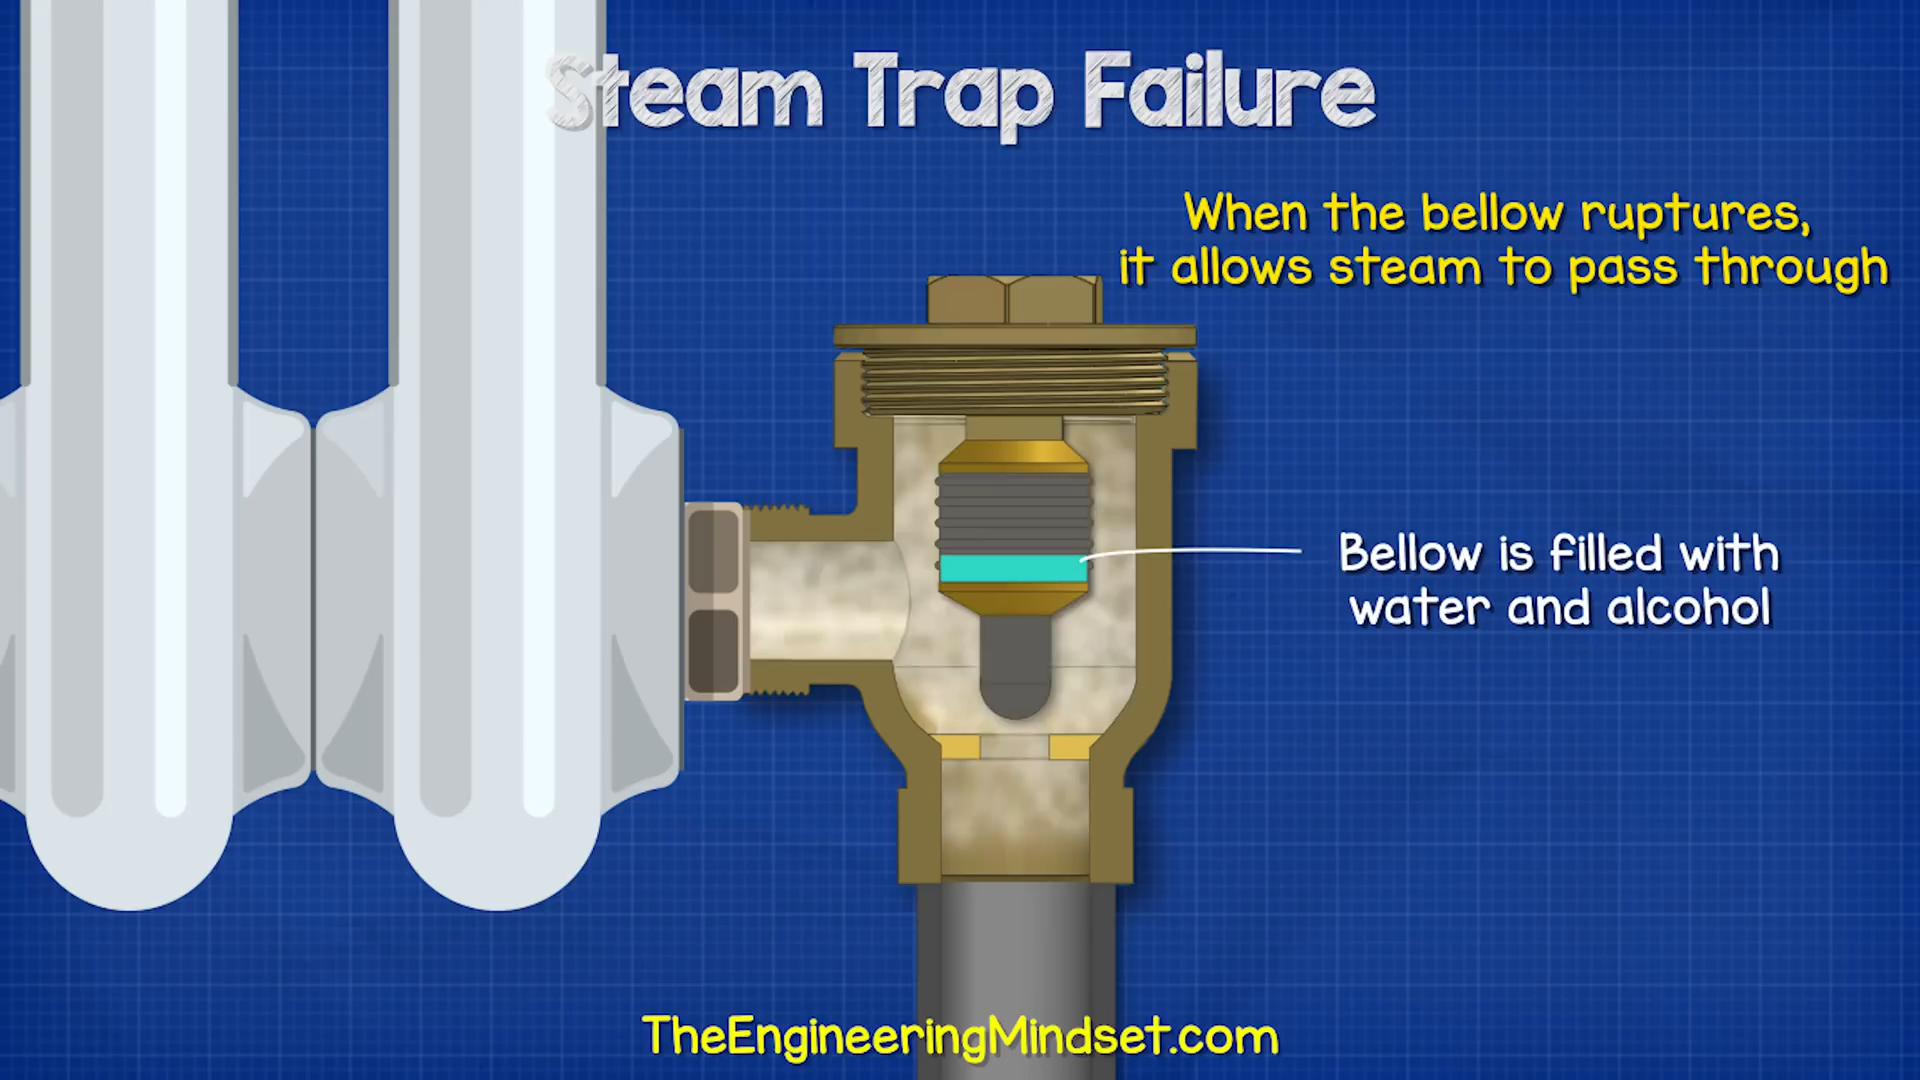 Steam Trap Failure
When the bellow ruptures,
it allows steam to pass through
Bellow is filled with
water and alcohol
TheEngineeringMindset.com